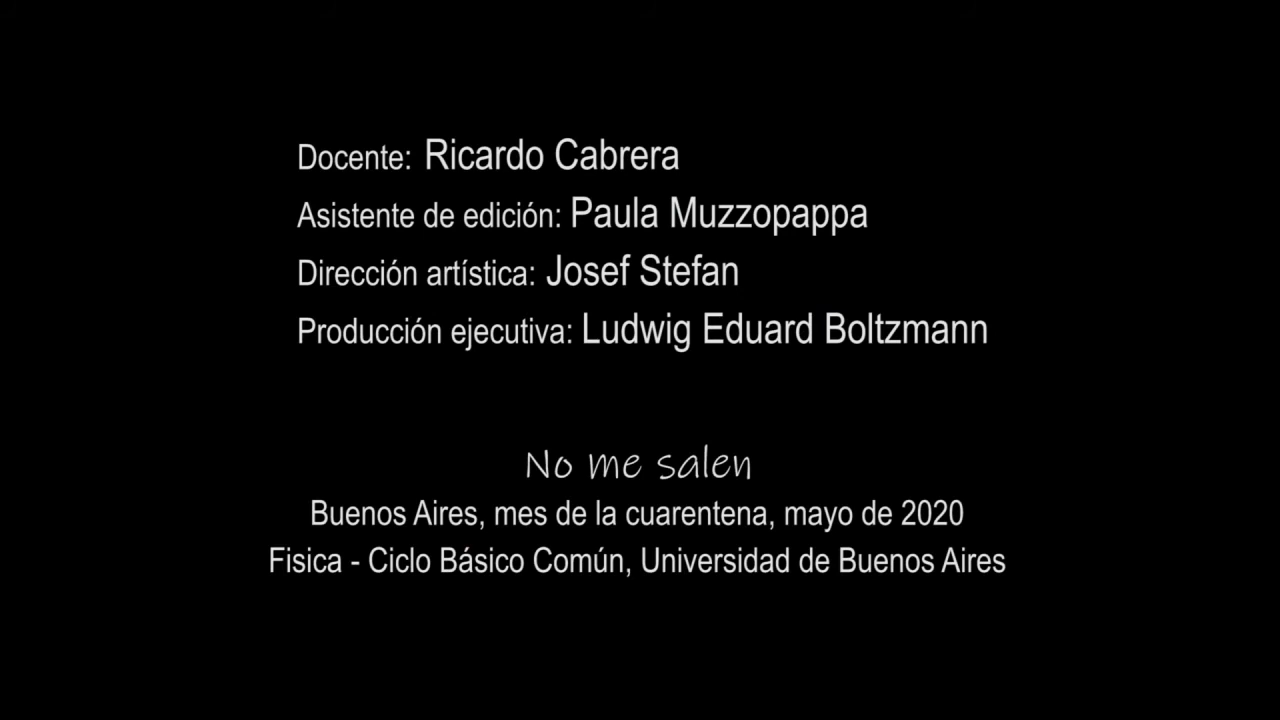 Docente: Ricardo Cabrera
Asistente de edición: Paula Muzzopappa
Dirección artística: Josef Stefan
Producción ejecutiva: Ludwig Eduard Boltzmann
No me salen
Buenos Aires, mes de la cuarentena, mayo de 2020
Fisica - Ciclo Básico Común, Universidad de Buenos Aires